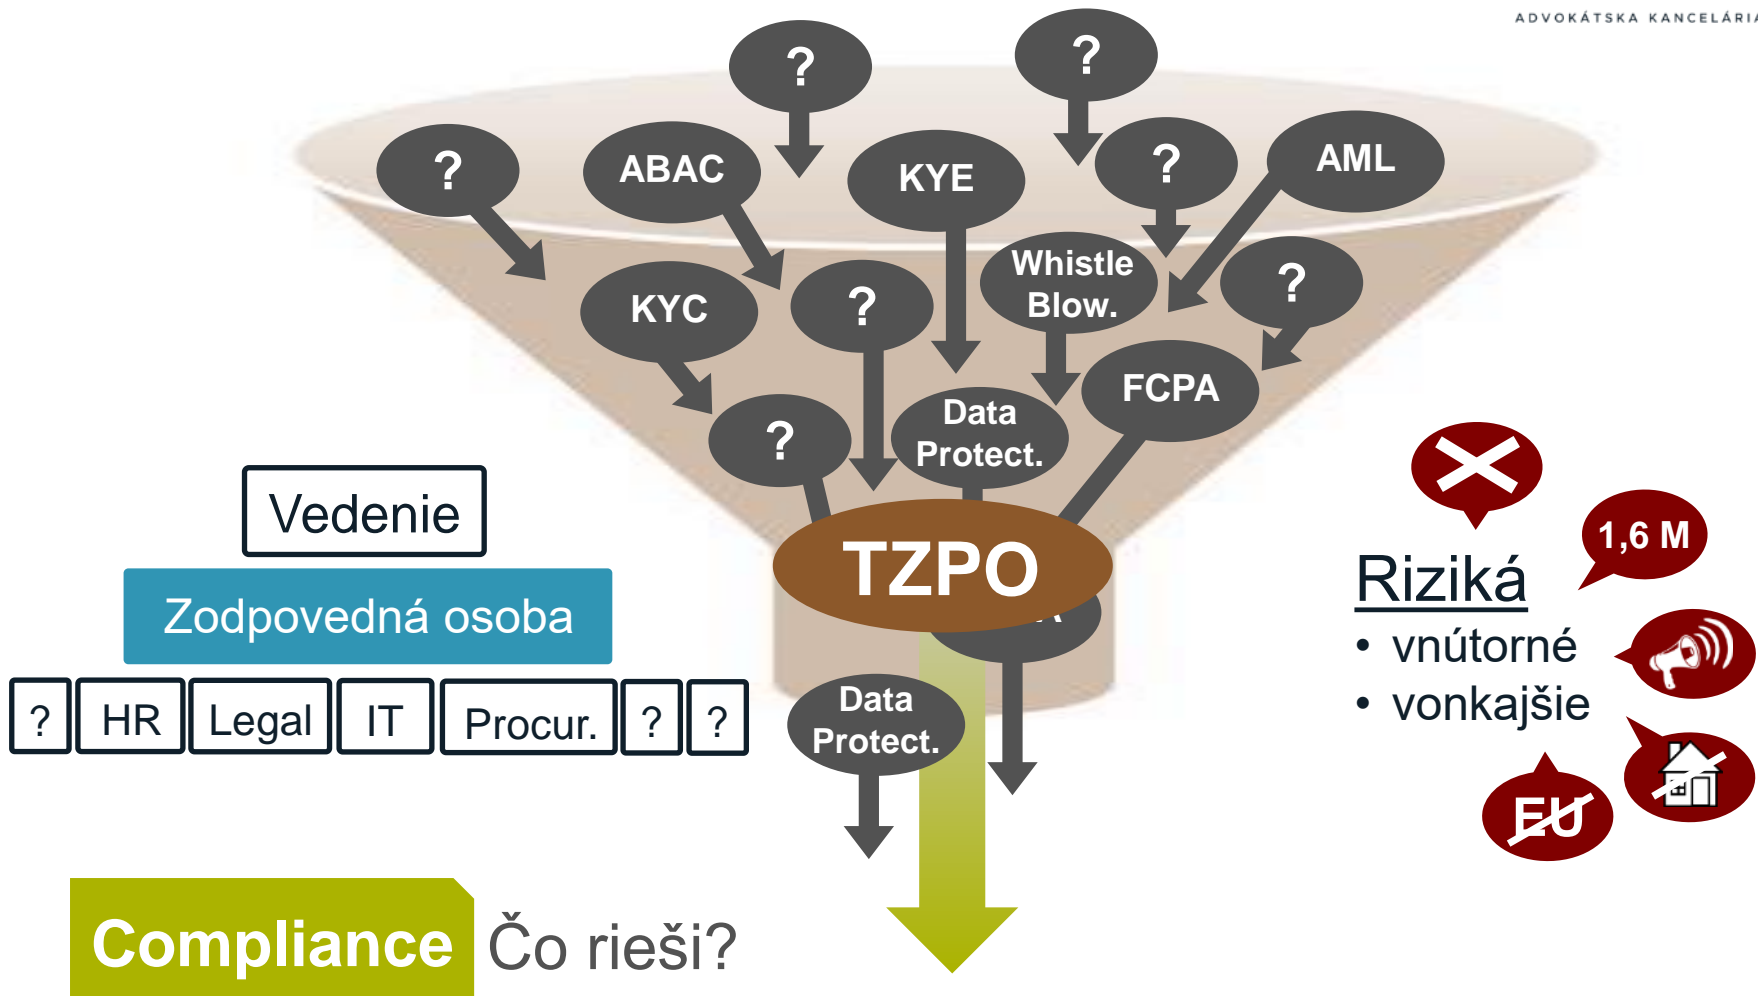 ADVOKÁTSKA KANCELÁRIA
?
?
?
ABAC
KYE
?
AML
KYC
?
Whistle
Blow.
?
?
Data
Protect.
FCPA
TZPO
Data
Protect.
Vedenie
Zodpovedná osoba
?
HR
Legal
IT
Procur.
?
?
1,6 M
Riziká
• vnútorné
• vonkajšie
EU
Compliance
Čo rieši?